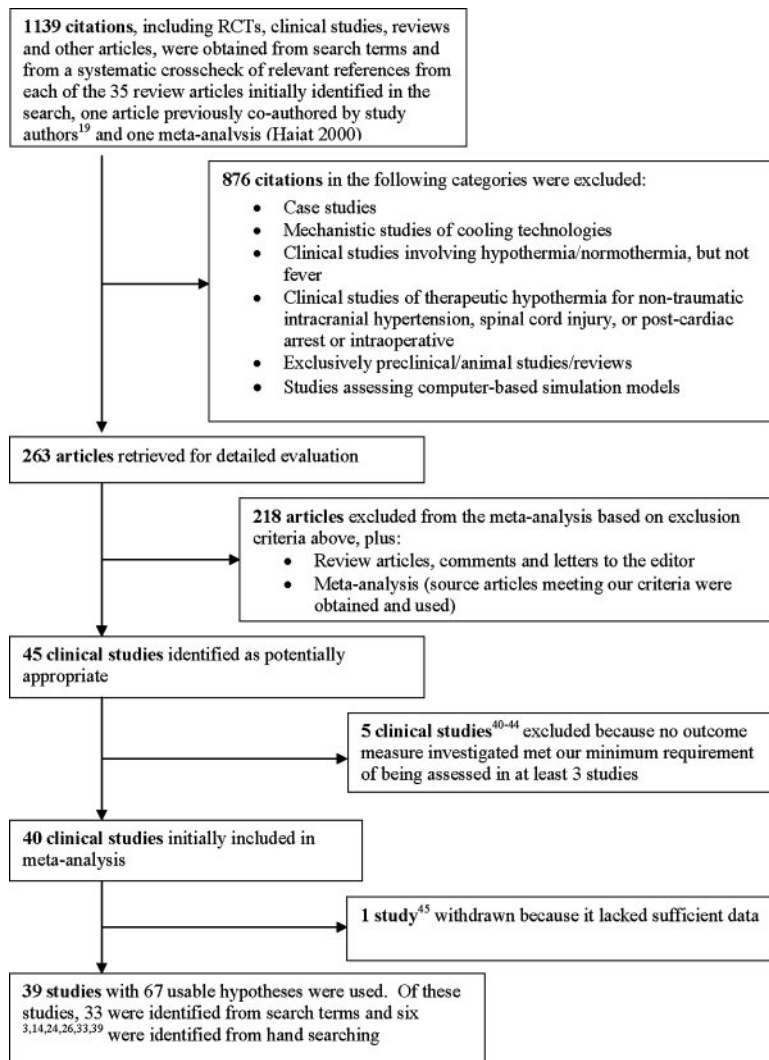 1139 citations, including RCTs, clinical studies, reviews
and other articles, were obtained from search terms and
from a systematic crosscheck of relevant references from
each of the 35 review articles initially identified in the
search, one article previously co-authored by study
authors19 and one meta-analysis (Hajat 2000)
876 citations in the following categories were excluded:
• Case studies
• Mechanistic studies of cooling technologies
• Clinical studies involving hypothermia/normothermia, but not
fever
• Clinical studies of therapeutic hypothermia for non-traumatic
intracranial hypertension, spinal cord injury, or post-cardiac
arrest or intraoperative
• Exclusively preclinical/animal studies/reviews
• Studies assessing computer-based simulation models
263 articles retrieved for detailed evaluation
218 articles excluded from the meta-analysis based on exclusion
criteria above, plus:
• Review articles, comments and letters to the editor
• Meta-analysis (source articles meeting our criteria were
obtained and used)
45 clinical studies identified as potentially
appropriate
5 clinical studies40-44 excluded because no outcome
measure investigated met our minimum requirement
of being assessed in at least 3 studies
40 clinical studies initially included in
meta-analysis
1 study45 withdrawn because it lacked sufficient data
39 studies with 67 usable hypotheses were used. Of these
studies, 33 were identified from search terms and six
3,14,24,26,33,39 were identified from hand searching